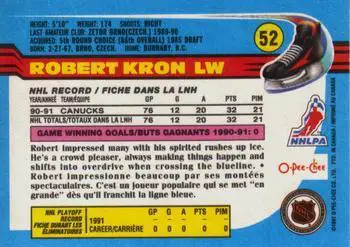 HEIGHT: 5'10" WEIGHT: 174 SHOOTS: RIGHT
LAST AMATEUR CLUB: ZETOR BRNO(CZECH.) 1989-90
ACQUIRED: 5TH ROUND CHOICE (88th OVERALL) 1985 DRAFT
BORN: 2-27-67, BRNO, CZECH. HOME: BURNABY, B.C.
52
ROBERT KRON LW
NHL RECORD / FICHE DANS LA LNH
YEAR/ANNÉE TEAM/ÉQUIPE GP G A PTS PIM
90-91 CANUCKS 76 12 20 32 21
NHL TOTALS/TOTAUX DANS LA LNH 76 12 20 32 21
GAME WINNING GOALS/BUTS GAGNANTS 1990-91: 0
Robert impressed many with his spirited rushes up ice.
He's a crowd pleaser, always making things happen and
shifts into overdrive when crossing the blueline. •
Robert impressionne beaucoup par ses montées
spectaculaires. C'est un joueur populaire qui se met "en
grande" dès qu'il franchit la ligne bleue.
NHL PLAYOFF
RECORD
FICHE DURANT LES
ÉLIMINATOIRES
GP G A PTS PIM
1991 0 0 0 0 0
CAREER/CARRIÈRE 0 0 0 0 0
NHLPA
O-Pee-Chee
NHL